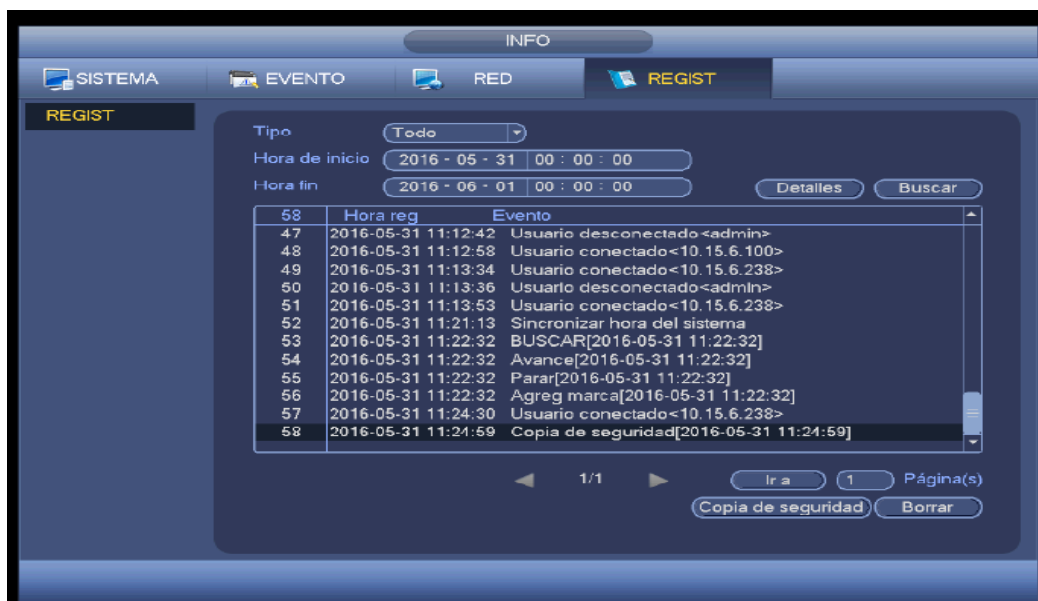 INFO
SISTEMA EVENTO RED REGIST
REGIST
Tipo Todo
Hora de inicio 2016 - 05 - 31 00 : 00 : 00
Hora fin 2016 - 06 - 01 00 : 00 : 00 Detalles Buscar
58 Hora reg Evento
47 2016-05-31 11:12:42 Usuario desconectado<admin>
48 2016-05-31 11:12:58 Usuario conectado<10.15.6.100>
49 2016-05-31 11:13:34 Usuario conectado<10.15.6.238>
50 2016-05-31 11:13:36 Usuario desconectado<admin>
51 2016-05-31 11:13:53 Usuario conectado<10.15.6.238>
52 2016-05-31 11:21:13 Sincronizar hora del sistema
53 2016-05-31 11:22:32 BUSCAR[2016-05-31 11:22:32]
54 2016-05-31 11:22:32 Avance[2016-05-31 11:22:32]
55 2016-05-31 11:22:32 Parar[2016-05-31 11:22:32]
56 2016-05-31 11:22:32 Agreg marca[2016-05-31 11:22:32]
57 2016-05-31 11:24:30 Usuario conectado<10.15.6.238>
58 2016-05-31 11:24:59 Copia de seguridad[2016-05-31 11:24:59]
1/1 Ir a 1 Página(s)
Copia de seguridad Borrar